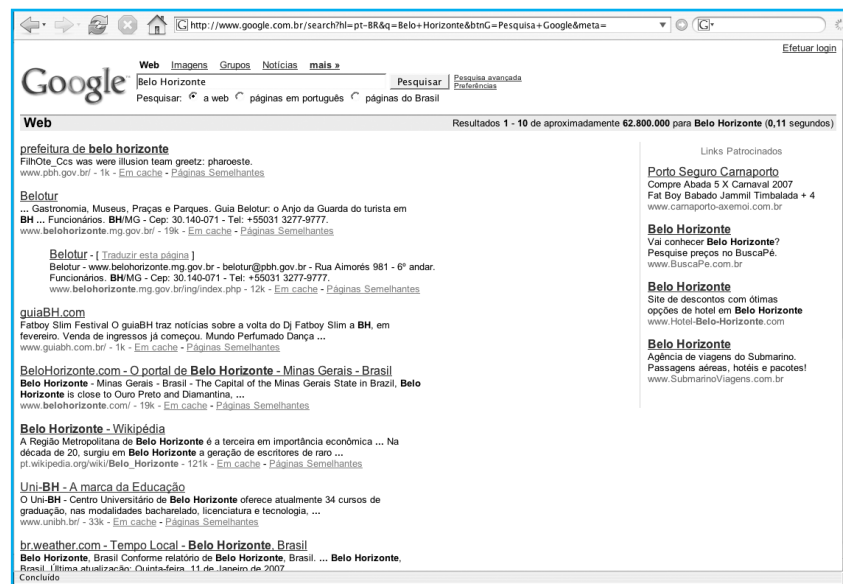 http://www.google.com.br/search?hl=pt-BR&q=Belo+Horizonte&btnG=Pesquisa+Google&meta=
Efetuar login
Google
Web Imagens Grupos Notícias mais »
Belo Horizonte Pesquisar Pesquisa avançada
Preferências
Pesquisar: a web páginas em português páginas do Brasil
Web Resultados 1 - 10 de aproximadamente 62.800.000 para Belo Horizonte (0,11 segundos)
prefeitura de belo horizonte
FilhOte_Ccs was were illusion team greetz: pharoeste.
www.pbh.gov.br/ - 1k - Em cache - Páginas Semelhantes
Belotur
... Gastronomia, Museus, Praças e Parques. Guia Belotur: o Anjo da Guarda do turista em
BH ... Funcionários. BH/MG - Cep: 30.140-071 - Tel: +55031 3277-9777.
www.belohorizonte.mg.gov.br/ - 19k - Em cache - Páginas Semelhantes
Belotur - [ Traduzir esta página ]
Belotur - www.belohorizonte.mg.gov.br - belotur@pbh.gov.br - Rua Aimorés 981 - 6º andar.
Funcionários. BH/MG - Cep: 30.140-071 - Tel: +55031 3277-9777.
www.belohorizonte.mg.gov.br/ing/index.php - 12k - Em cache - Páginas Semelhantes
guiaBH.com
Fatboy Slim Festival O guiaBH traz notícias sobre a volta do Dj Fatboy Slim a BH, em
fevereiro. Venda de ingressos já começou. Mundo Perfumado Dança ...
www.guiabh.com.br/ - 1k - Em cache - Páginas Semelhantes
BeloHorizonte.com - O portal de Belo Horizonte - Minas Gerais - Brasil
Belo Horizonte - Minas Gerais - Brasil - The Capital of the Minas Gerais State in Brazil, Belo
Horizonte is close to Ouro Preto and Diamantina, ...
www.belohorizonte.com/ - 19k - Em cache - Páginas Semelhantes
Belo Horizonte - Wikipédia
A Região Metropolitana de Belo Horizonte é a terceira em importância econômica ... Na
década de 20, surgiu em Belo Horizonte a geração de escritores de raro ...
pt.wikipedia.org/wiki/Belo_Horizonte - 121k - Em cache - Páginas Semelhantes
Uni-BH - A marca da Educação
O Uni-BH - Centro Universitário de Belo Horizonte oferece atualmente 34 cursos de
graduação, nas modalidades bacharelado, licenciatura e tecnologia, ...
www.unibh.br/ - 33k - Em cache - Páginas Semelhantes
br.weather.com - Tempo Local - Belo Horizonte, Brasil
Belo Horizonte, Brasil Conforme relatório de Belo Horizonte, Brasil. ... Belo Horizonte,
Brasil. Última atualização: Quinta-feira, 11 de Janeiro de 2007
Links Patrocinados
Porto Seguro Carnaporto
Compre Abada 5 X Carnaval 2007
Fat Boy Babado Jammil Timbalada + 4
www.carnaporto-axemoi.com.br
Belo Horizonte
Vai conhecer Belo Horizonte?
Pesquise preços no BuscaPé.
www.BuscaPe.com.br
Belo Horizonte
Site de descontos com ótimas
opções de hotel em Belo Horizonte
www.Hotel-Belo-Horizonte.com
Belo Horizonte
Agência de viagens do Submarino.
Passagens aéreas, hotéis e pacotes!
www.SubmarinoViagens.com.br
Concluído